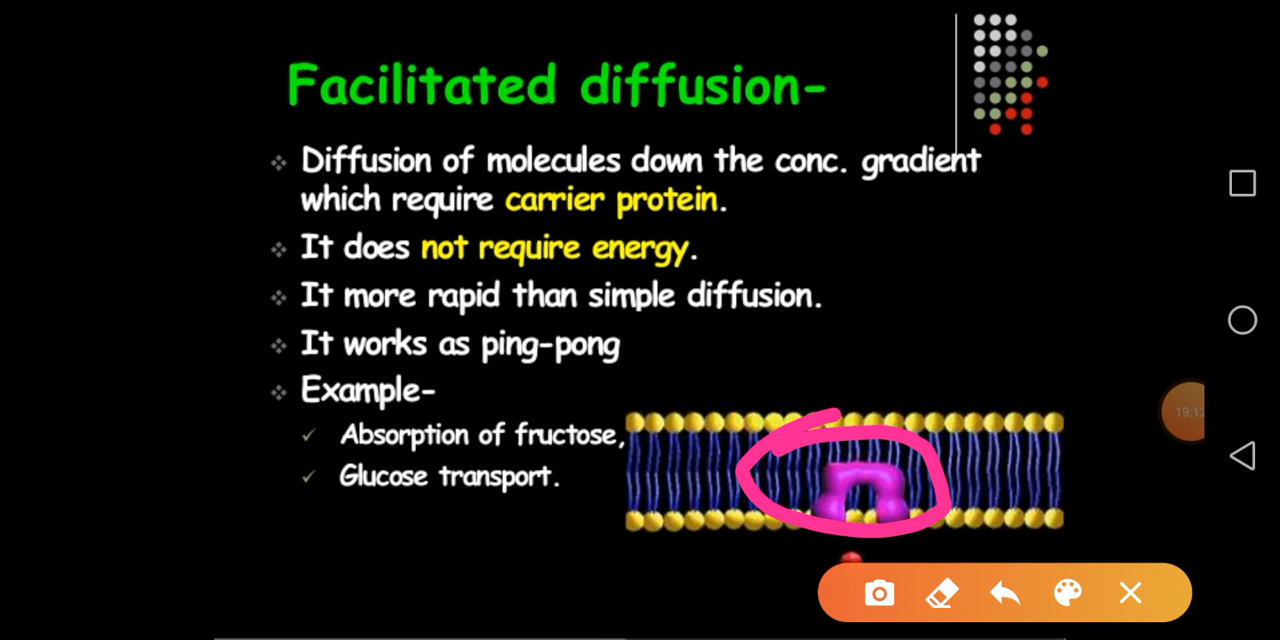 Facilitated diffusion-
Diffusion of molecules down the conc. gradient
which require carrier protein.
It does not require energy.
It more rapid than simple diffusion.
It works as ping-pong
Example-
Absorption of fructose,
Glucose transport.
19:12